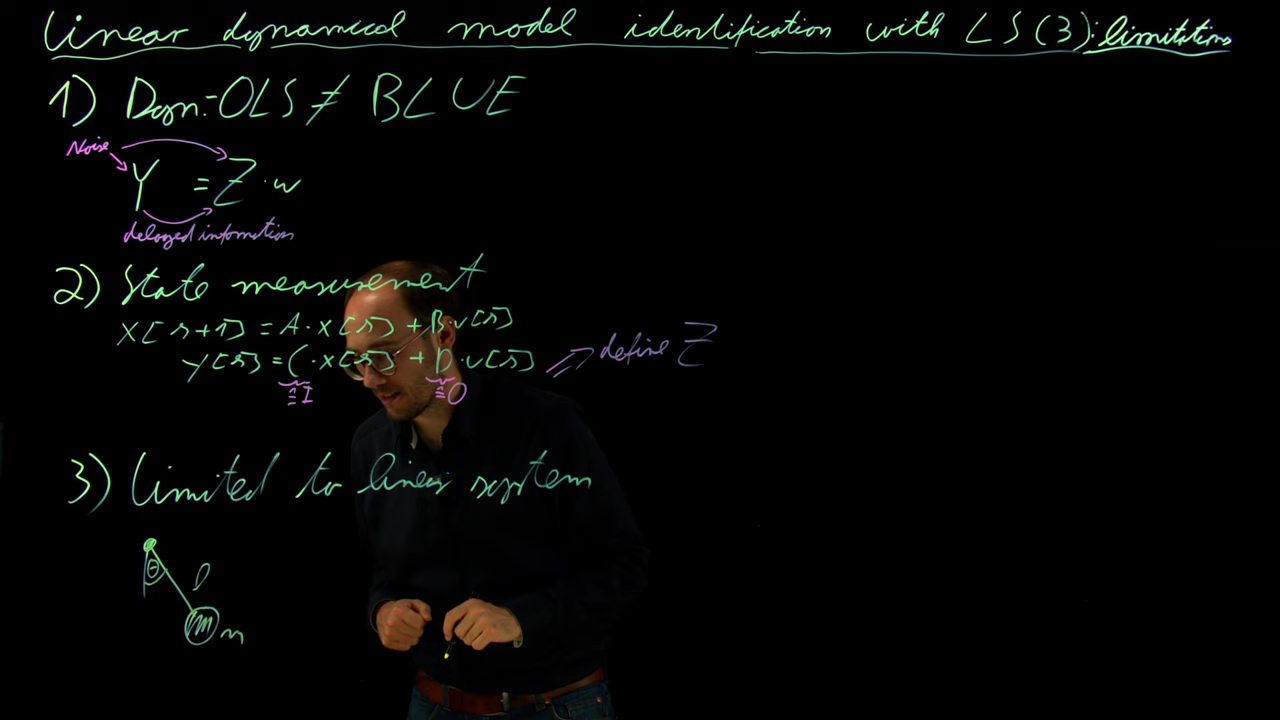 linear dynamical model identification with LS(3): limitations
1) Dyn.-OLS ≠ BLUE
Noise
Y = Z · w
delayed information
2) State measurement
x[k+1] = A·x[k] + B·v[k]
y[k] = C·x[k] + D·v[k] ⇒ define Z
≙I ≙0
3) Limited to linear system
θ l
m